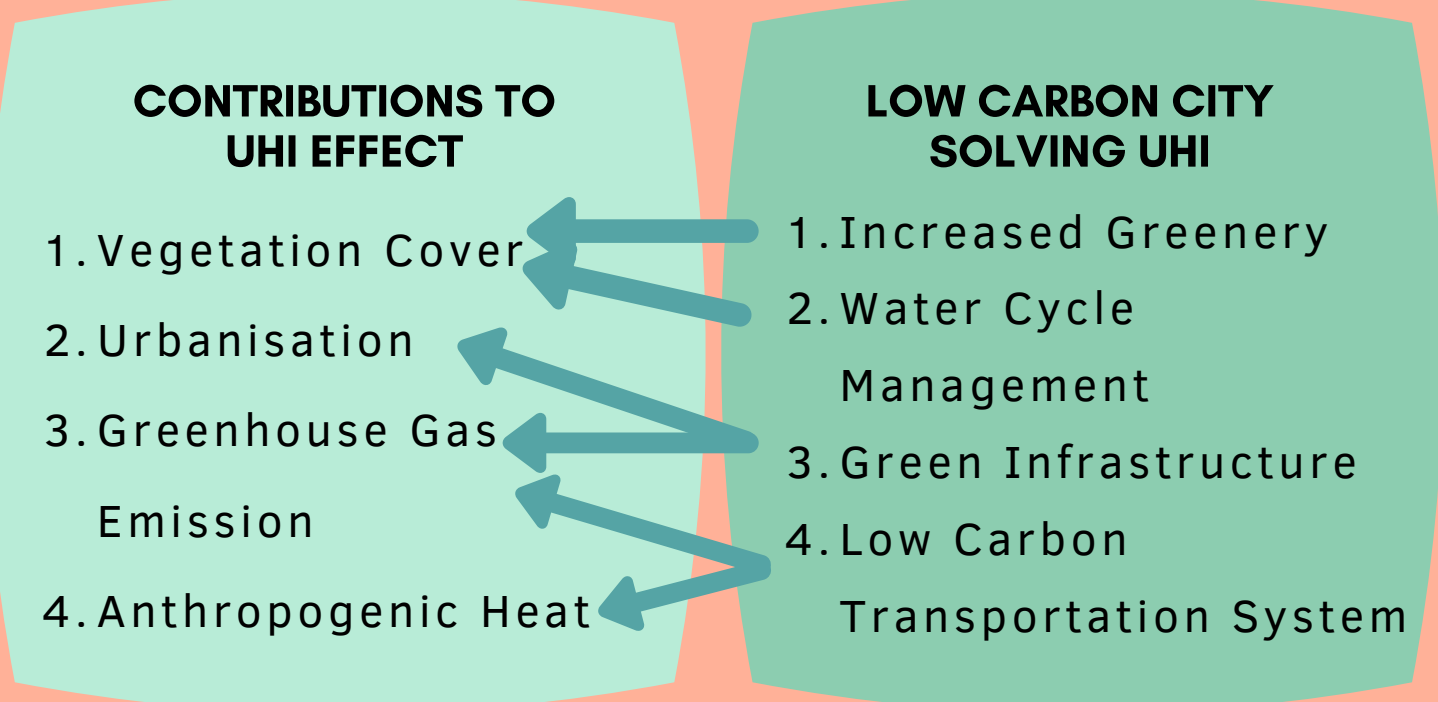 CONTRIBUTIONS TO
UHI EFFECT
1. Vegetation Cover
2. Urbanisation
3. Greenhouse Gas
Emission
4. Anthropogenic Heat
LOW CARBON CITY
SOLVING UHI
1. Increased Greenery
2. Water Cycle
Management
3. Green Infrastructure
4. Low Carbon
Transportation System